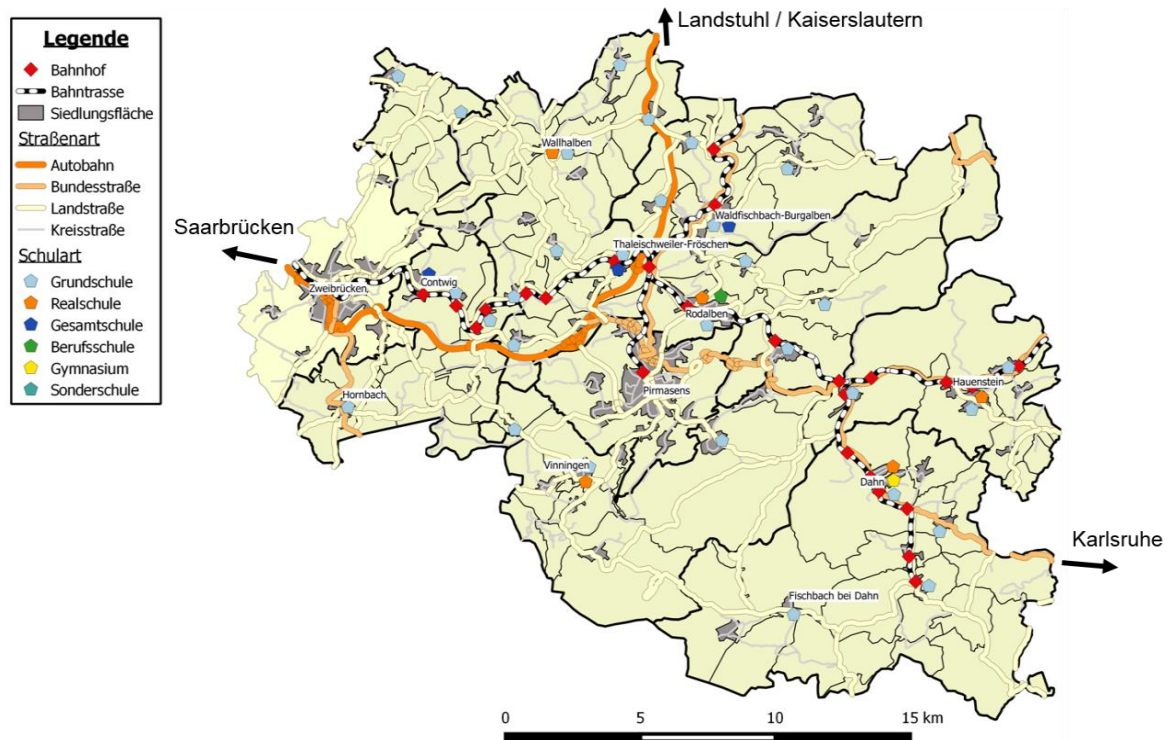 Legende
Bahnhof
Bahntrasse
Siedlungsfläche
Straßenart
Autobahn
Bundesstraße
Landstraße
Kreisstraße
Schulart
Grundschule
Realschule
Gesamtschule
Berufsschule
Gymnasium
Sonderschule
Landstuhl / Kaiserslautern
Wallhalben
Saarbrücken
Waldfischbach-Burgalben
Thaleischweiler-Fröschen
Contwig
Zweibrücken
Rodalben
Hauenstein
Pirmasens
Hornbach
Vinningen
Dahn
Karlsruhe
Fischbach bei Dahn
0 5 10 15 km